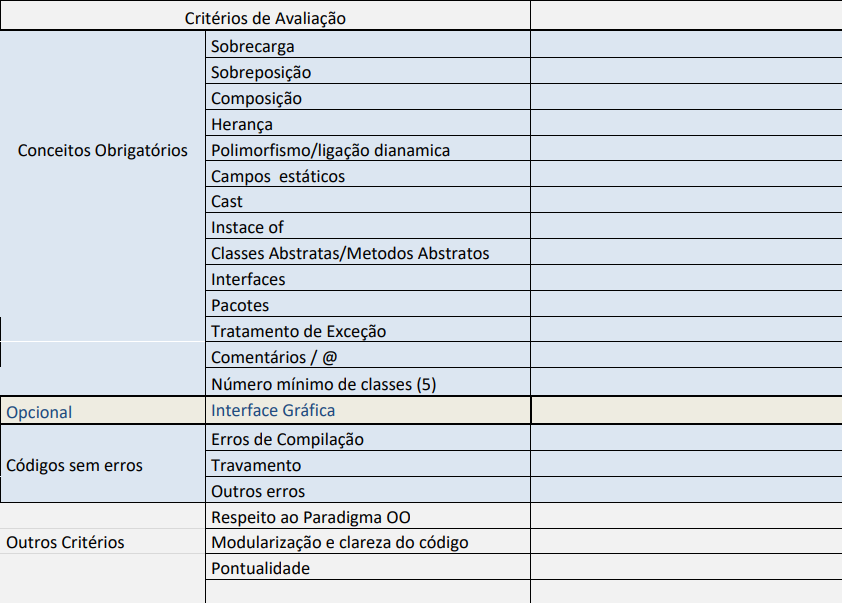 Critérios de Avaliação
Sobrecarga
Sobreposição
Composição
Herança
Conceitos Obrigatórios
Polimorfismo/ligação dianamica
Campos estáticos
Cast
Instace of
Classes Abstratas/Metodos Abstratos
Interfaces
Pacotes
Tratamento de Exceção
Comentários / @
Número mínimo de classes (5)
Opcional
Interface Gráfica
Erros de Compilação
Códigos sem erros
Travamento
Outros erros
Respeito ao Paradigma OO
Outros Critérios
Modularização e clareza do código
Pontualidade